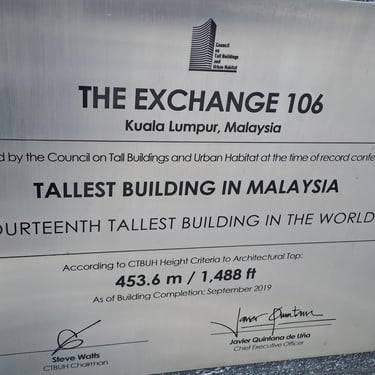 Council
on
Tall Buildings
and
Urban Habitat
THE EXCHANGE 106
Kuala Lumpur, Malaysia
by the Council on Tall Buildings and Urban Habitat at the time of record
TALLEST BUILDING IN MALAYSIA
TALLEST BUILDING IN THE WORLD
According to CTBUH Height Criteria to Architectural Top:
453.6 m / 1,488 ft
As of Building Completion: September 2019
Steve Watts
CTBUH Chairman
Javier Quintana de Uña
Chief Executive Officer